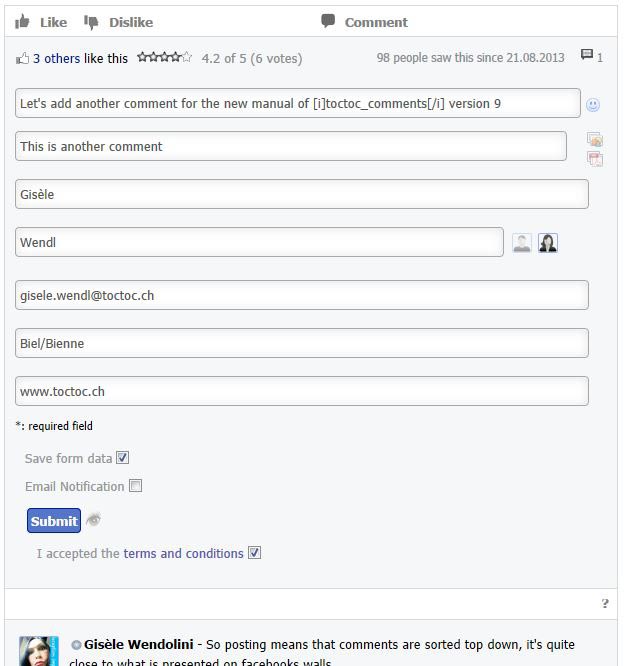 Like Dislike Comment
3 others like this 4.2 of 5 (6 votes) 98 people saw this since 21.08.2013 1
Let's add another comment for the new manual of [i]toctoc_comments[/i] version 9
This is another comment
Gisèle
Wendl
gisele.wendl@toctoc.ch
Biel/Bienne
www.toctoc.ch
*: required field
Save form data
Email Notification
Submit
I accepted the terms and conditions
?
Gisèle Wendolini - So posting means that comments are sorted top down, it's quite
close to what is presented on facebooks walls